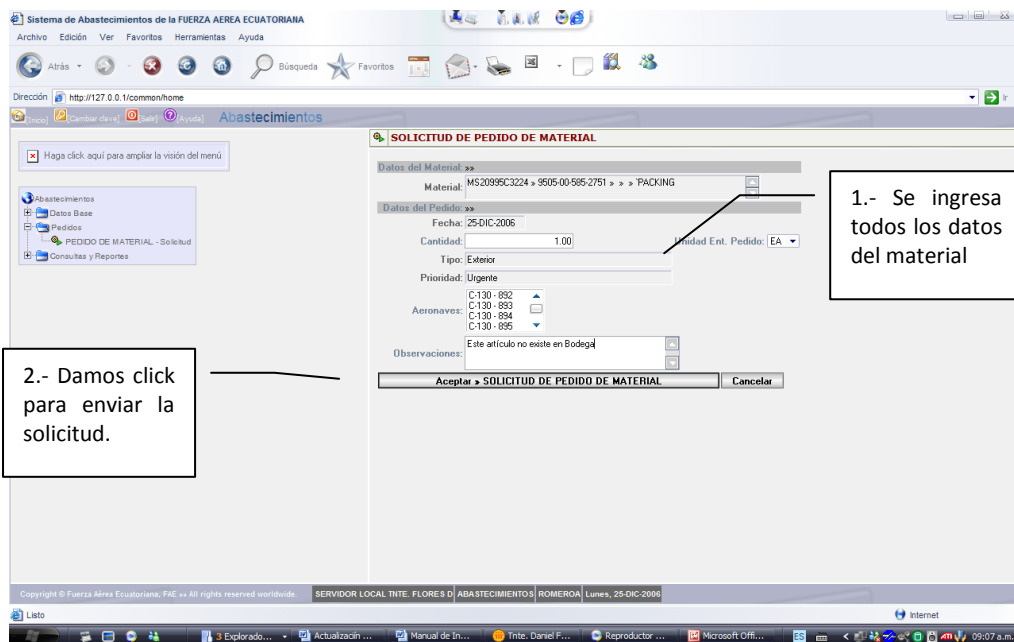 Sistema de Abastecimientos de la FUERZA AEREA ECUATORIANA
Archivo Edición Ver Favoritos Herramientas Ayuda
Atrás Búsqueda Favoritos
Dirección http://127.0.0.1/common/home Ir
[Inicio] [Cambiar clave] [Salir] [Ayuda] Abastecimientos
SOLICITUD DE PEDIDO DE MATERIAL
Haga click aquí para ampliar la visión del menú
Abastecimientos
Datos Base
Pedidos
PEDIDO DE MATERIAL - Solicitud
Consultas y Reportes
Datos del Material: »»
Material: MS20995C3224 » 9505-00-585-2751 » » » 'PACKING
Datos del Pedido: »»
Fecha: 25-DIC-2006
Cantidad: 1.00 Unidad Ent. Pedido: EA
Tipo: Exterior
Prioridad: Urgente
Aeronaves: C-130 - 892
C-130 - 893
C-130 - 894
C-130 - 895
Observaciones: Este artículo no existe en Bodega
Aceptar » SOLICITUD DE PEDIDO DE MATERIAL Cancelar
1.- Se ingresa
todos los datos
del material
2.- Damos click
para enviar la
solicitud.
Copyright © Fuerza Aérea Ecuatoriana, FAE »» All rights reserved worldwide. SERVIDOR LOCAL TNTE. FLORES D ABASTECIMIENTOS ROMEROA Lunes, 25-DIC-2006
Listo Internet
3 Explorado... Actualización ... Manual de In... Tnte. Daniel F... Reproductor ... Microsoft Offi... ES 09:07 a.m.